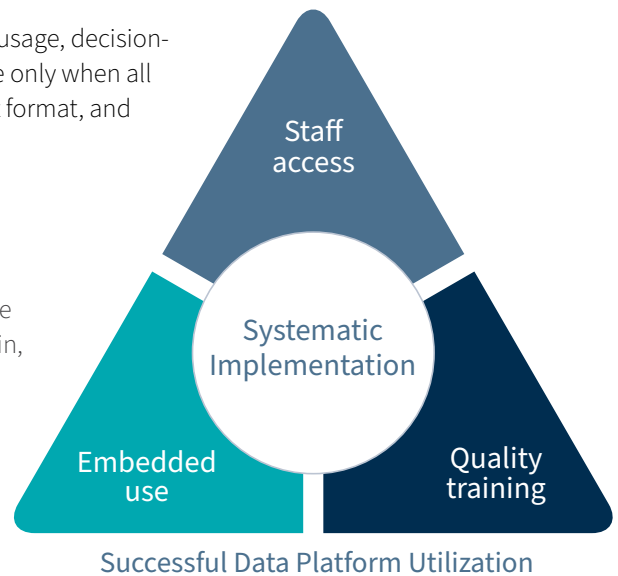 usage, decision-
e only when all
format, and
Staff
access
e
in,
Systematic
Implementation
Embedded
use
Quality
training
Successful Data Platform Utilization